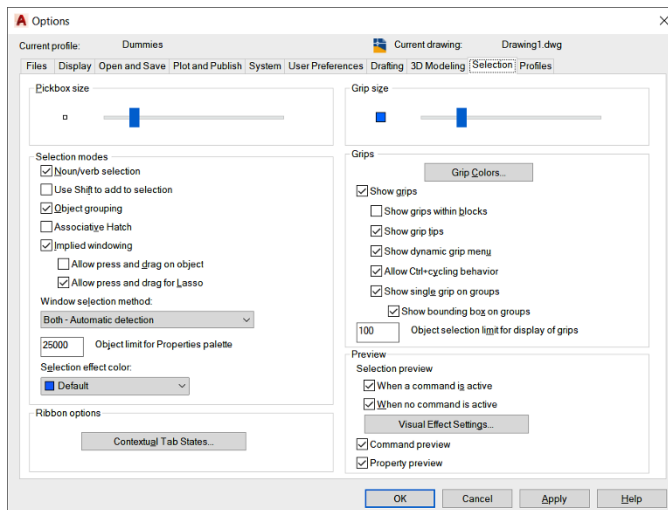 Options
Current profile: Dummies Current drawing: Drawing1.dwg
Files Display Open and Save Plot and Publish System User Preferences Drafting 3D Modeling Selection Profiles
Pickbox size
Selection modes
Noun/verb selection
Use Shift to add to selection
Object grouping
Associative Hatch
Implied windowing
Allow press and drag on object
Allow press and drag for Lasso
Window selection method:
Both - Automatic detection
25000 Object limit for Properties palette
Selection effect color:
Default
Ribbon options
Contextual Tab States...
Grip size
Grips
Grip Colors...
Show grips
Show grips within blocks
Show grip tips
Show dynamic grip menu
Allow Ctrl+cycling behavior
Show single grip on groups
Show bounding box on groups
100 Object selection limit for display of grips
Preview
Selection preview
When a command is active
When no command is active
Visual Effect Settings...
Command preview
Property preview
OK Cancel Apply Help